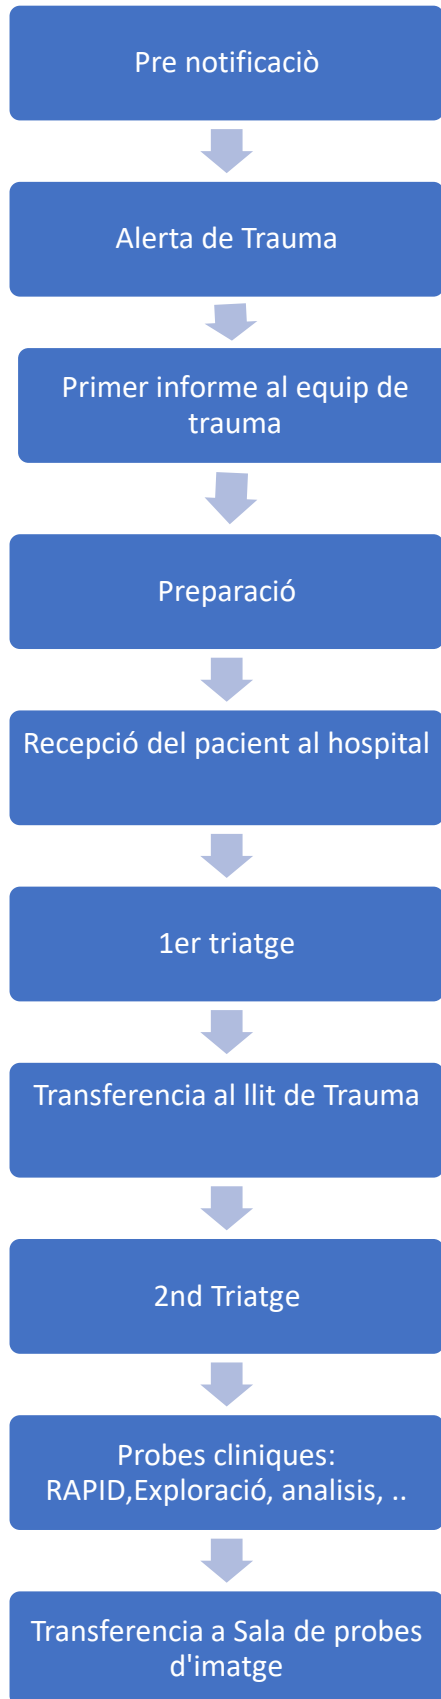 Pre notificaciò
Alerta de Trauma
Primer informe al equip de
trauma
Preparació
Recepció del pacient al hospital
1er triatge
Transferencia al llit de Trauma
2nd Triatge
Probes cliniques:
RAPID,Exploració, analisis, ..
Transferencia a Sala de probes
d'imatge